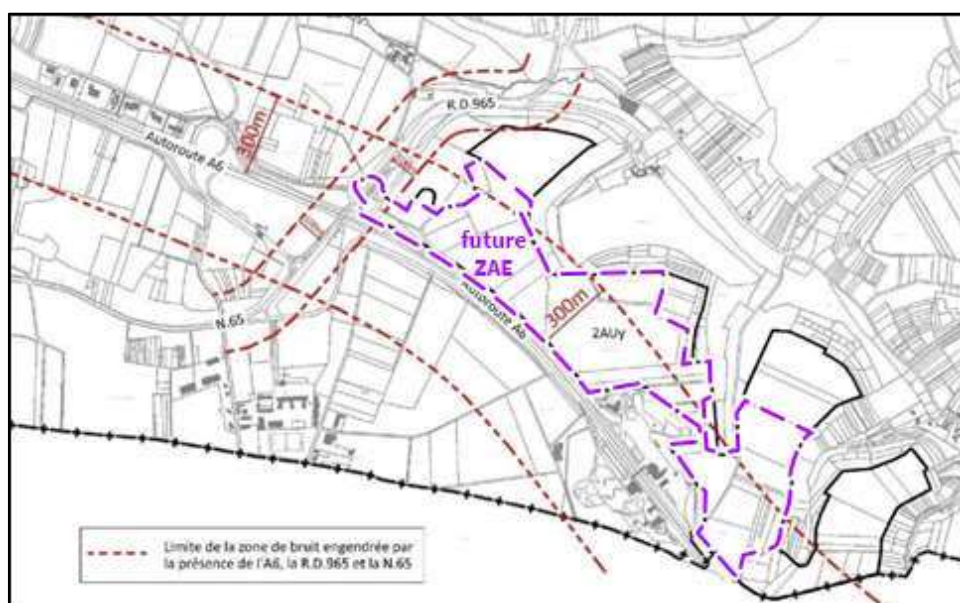 R.D.965
300m
Autoroute A6
future
ZAE
Autoroute A6
300m
2AUy
N.65
Limite de la zone de bruit engendrée par
la présence de l'A6, la R.D.965 et la N.65